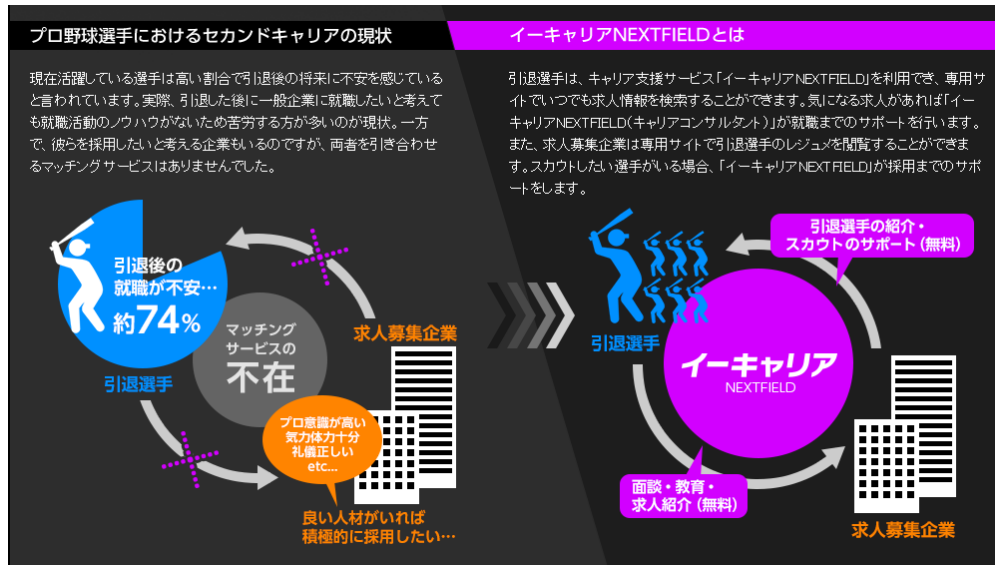 プロ野球選手におけるセカンドキャリアの現状
現在活躍している選手は高い割合で引退後の将来に不安を感じている
と言われています。実際、引退した後に一般企業に就職したいと考えて
も就職活動のノウハウがないため苦労する方が多いのが現状。一方
で、彼らを採用したいと考える企業もいるのですが、両者を引き合わせ
るマッチングサービスはありませんでした。
引退後の
就職が不安…
約74%
引退選手
マッチング
サービスの
不在
求人募集企業
プロ意識が高い
気力体力十分
礼儀正しい
etc...
良い人材がいれば
積極的に採用したい…
イーキャリアNEXTFIELDとは
引退選手は、キャリア支援サービス「イーキャリアNEXTFIELD」を利用でき、専用サ
イトでいつでも求人情報を検索することができます。気になる求人があれば「イー
キャリアNEXTFIELD(キャリアコンサルタント)」が就職までのサポートを行います。
また、求人募集企業は専用サイトで引退選手のレジュメを閲覧することができま
す。スカウトしたい選手がいる場合、「イーキャリアNEXTFIELD」が採用までのサポ
ートをします。
引退選手の紹介・
スカウトのサポート（無料）
引退選手
イーキャリア
NEXTFIELD
面談・教育・
求人紹介（無料）
求人募集企業